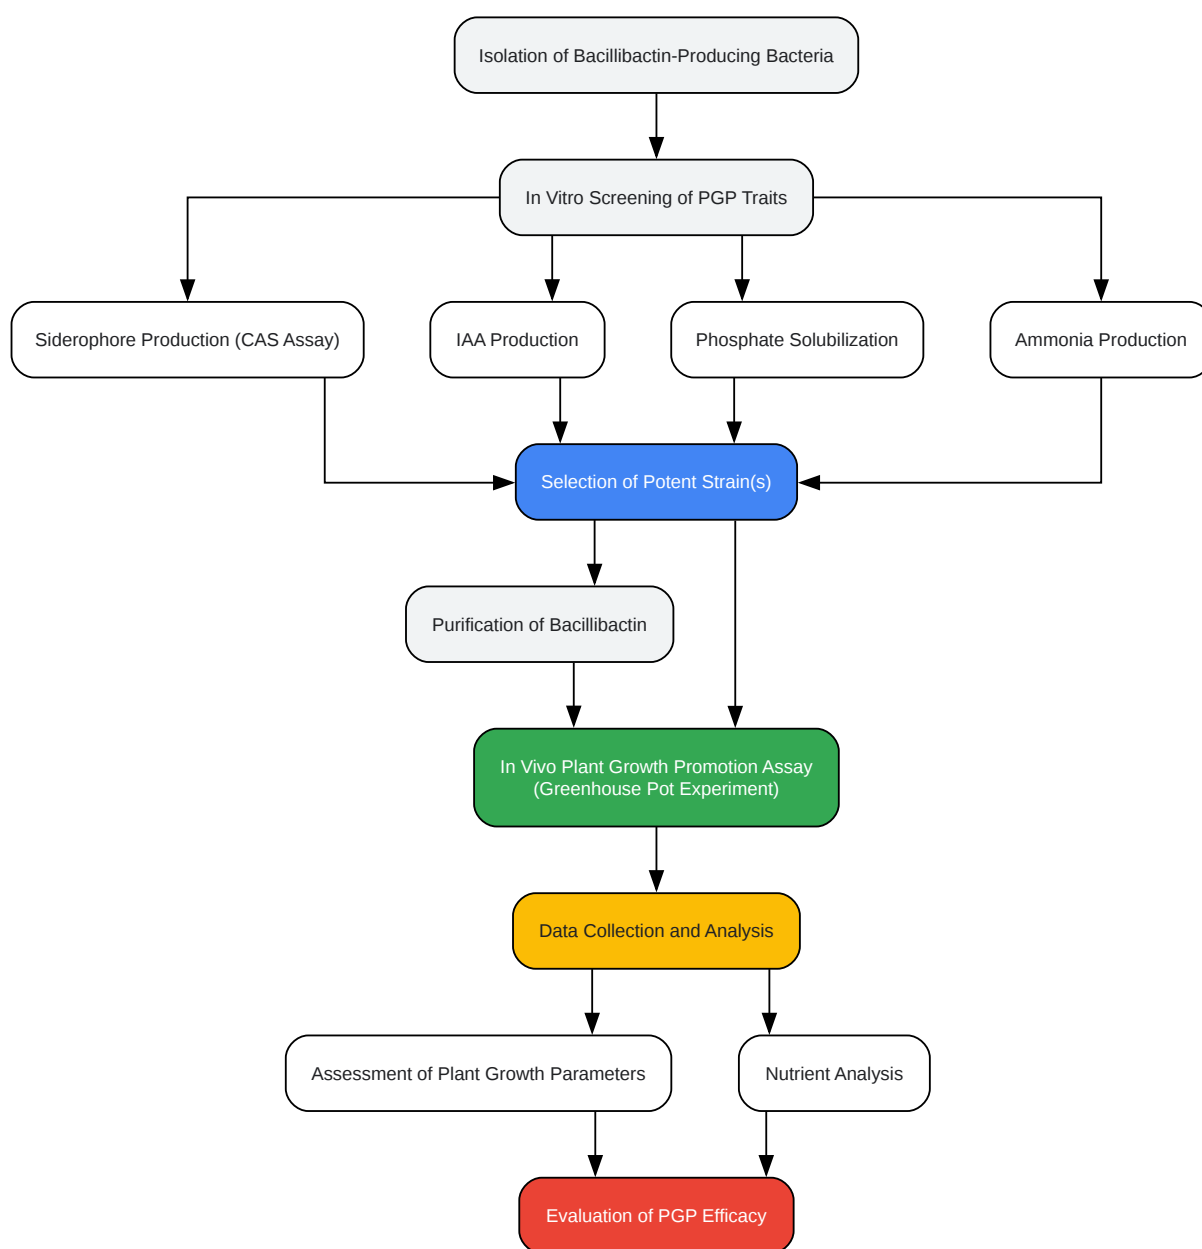 Isolation of Bacillibactin-Producing Bacteria
In Vitro Screening of PGP Traits
Siderophore Production (CAS Assay)
IAA Production
Phosphate Solubilization
Ammonia Production
Selection of Potent Strain(s)
Purification of Bacillibactin
In Vivo Plant Growth Promotion Assay
(Greenhouse Pot Experiment)
Data Collection and Analysis
Assessment of Plant Growth Parameters
Nutrient Analysis
Evaluation of PGP Efficacy